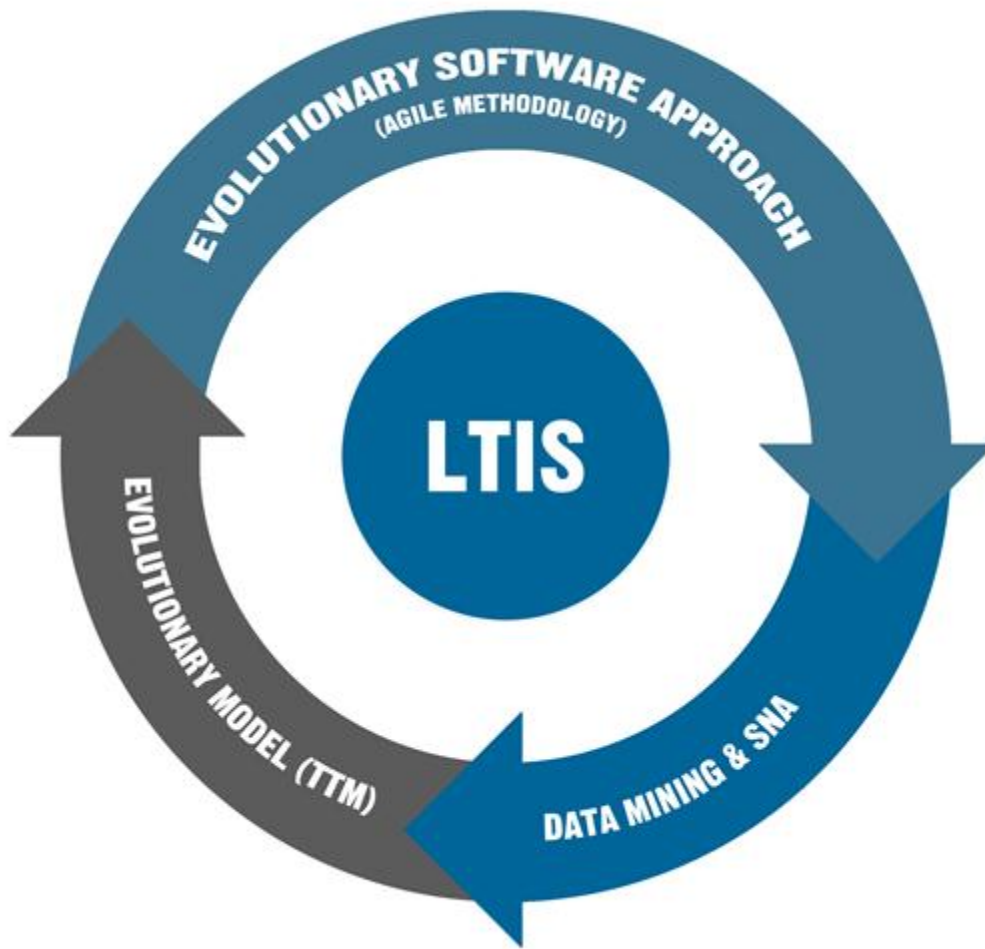 EVOLUTIONARY SOFTWARE APPROACH
(AGILE METHODOLOGY)
LTIS
EVOLUTIONARY MODEL (TTM)
DATA MINING & SNA